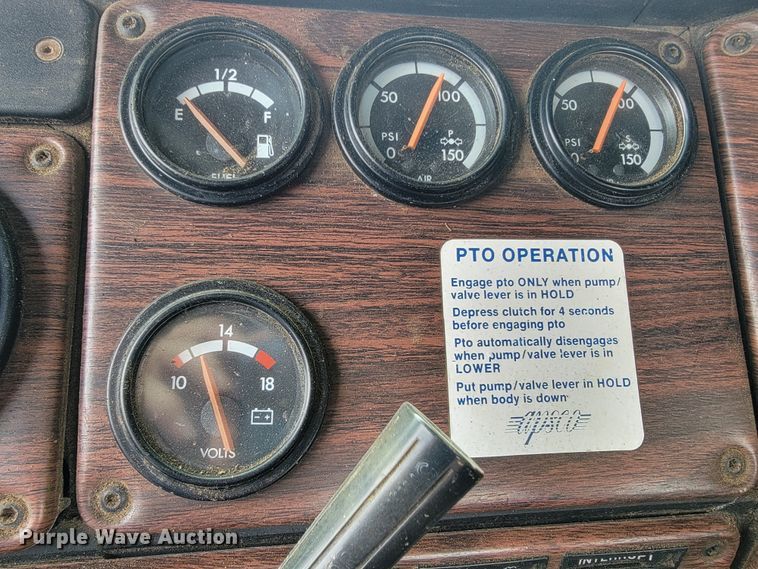 1/2
E F
FUEL
50 100
PSI P
0 150
AIR
50 100
PSI S
0 150
14
10 18
- +
VOLTS
PTO OPERATION
Engage pto ONLY when pump/
valve lever is in HOLD
Depress clutch for 4 seconds
before engaging pto
Pto automatically disengages
when pump/valve lever is in
LOWER
Put pump/valve lever in HOLD
when body is down
apsco
Purple Wave Auction